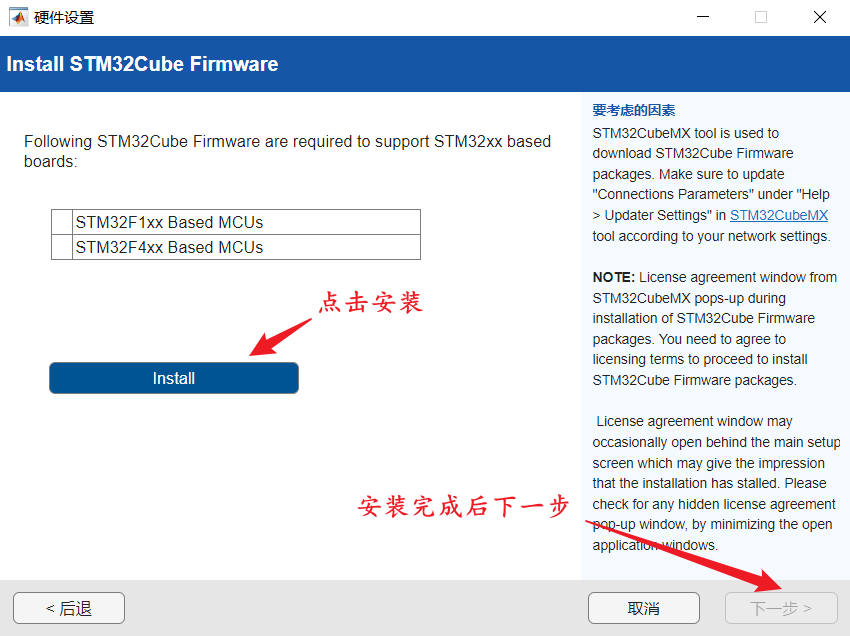 硬件设置
Install STM32Cube Firmware
Following STM32Cube Firmware are required to support STM32xx based
boards:
STM32F1xx Based MCUs
STM32F4xx Based MCUs
点击安装
Install
安装完成后下一步
要考虑的因素
STM32CubeMX tool is used to
download STM32Cube Firmware
packages. Make sure to update
"Connections Parameters" under "Help
> Updater Settings" in STM32CubeMX
tool according to your network settings.
NOTE: License agreement window from
STM32CubeMX pops-up during
installation of STM32Cube Firmware
packages. You need to agree to
licensing terms to proceed to install
STM32Cube Firmware packages.
License agreement window may
occasionally open behind the main setup
screen which may give the impression
that the installation has stalled. Please
check for any hidden license agreement
pop-up window, by minimizing the open
application windows.
< 后退
取消
下一步 >